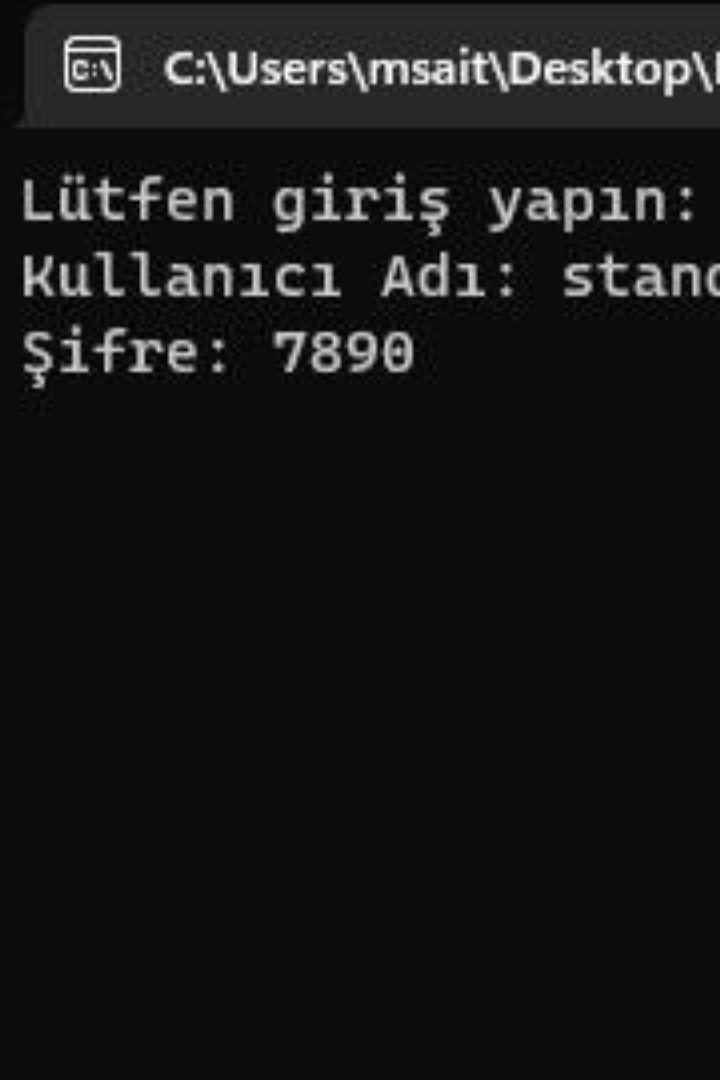 C:\Users\msait\Desktop\
Lütfen giriş yapın:
Kullanıcı Adı:
Şifre: 7890